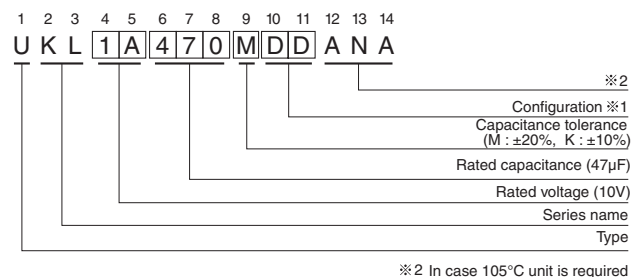 1 2 3 4 5 6 7 8 9 10 11 12 13 14
U K L 1 A 4 7 0 M D D A N A
※2
Configuration ※1
Capacitance tolerance
(M : ±20%, K : ±10%)
Rated capacitance (47µF)
Rated voltage (10V)
Series name
Type
※2 In case 105°C unit is required